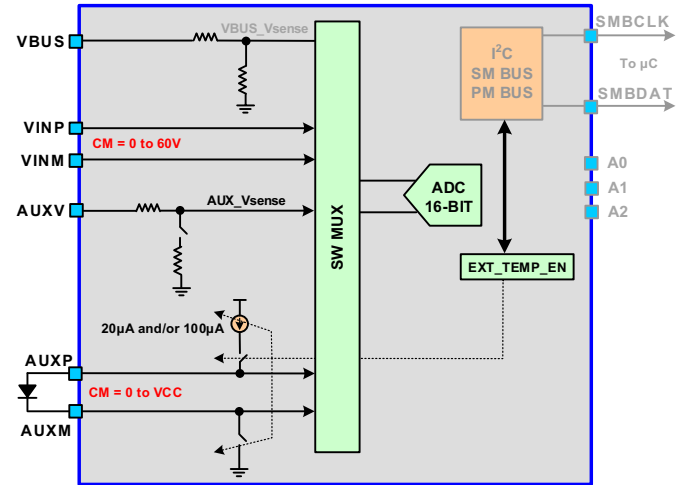 VBUS
VBUS_Vsense
VINP
CM = 0 to 60V
VINM
AUXV
AUX_Vsense
20µA and/or 100µA
AUXP
CM = 0 to VCC
AUXM
SW MUX
ADC
16-BIT
I²C
SM BUS
PM BUS
EXT_TEMP_EN
SMBCLK
To µC
SMBDAT
A0
A1
A2